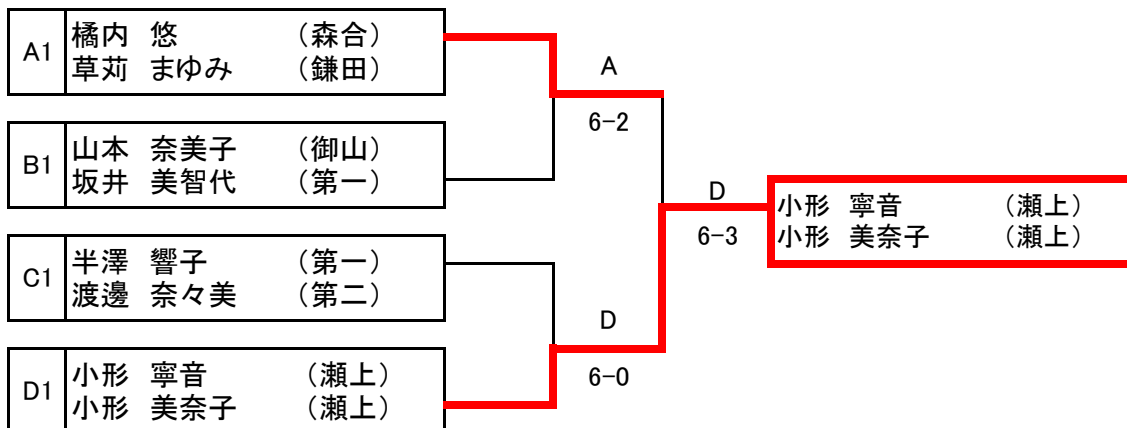 A1 橘内 悠 (森合)
草苅 まゆみ (鎌田)
A
6-2
B1 山本 奈美子 (御山)
坂井 美智代 (第一)
D
6-3
小形 寧音 (瀬上)
小形 美奈子 (瀬上)
C1 半澤 響子 (第一)
渡邊 奈々美 (第二)
D
6-0
D1 小形 寧音 (瀬上)
小形 美奈子 (瀬上)